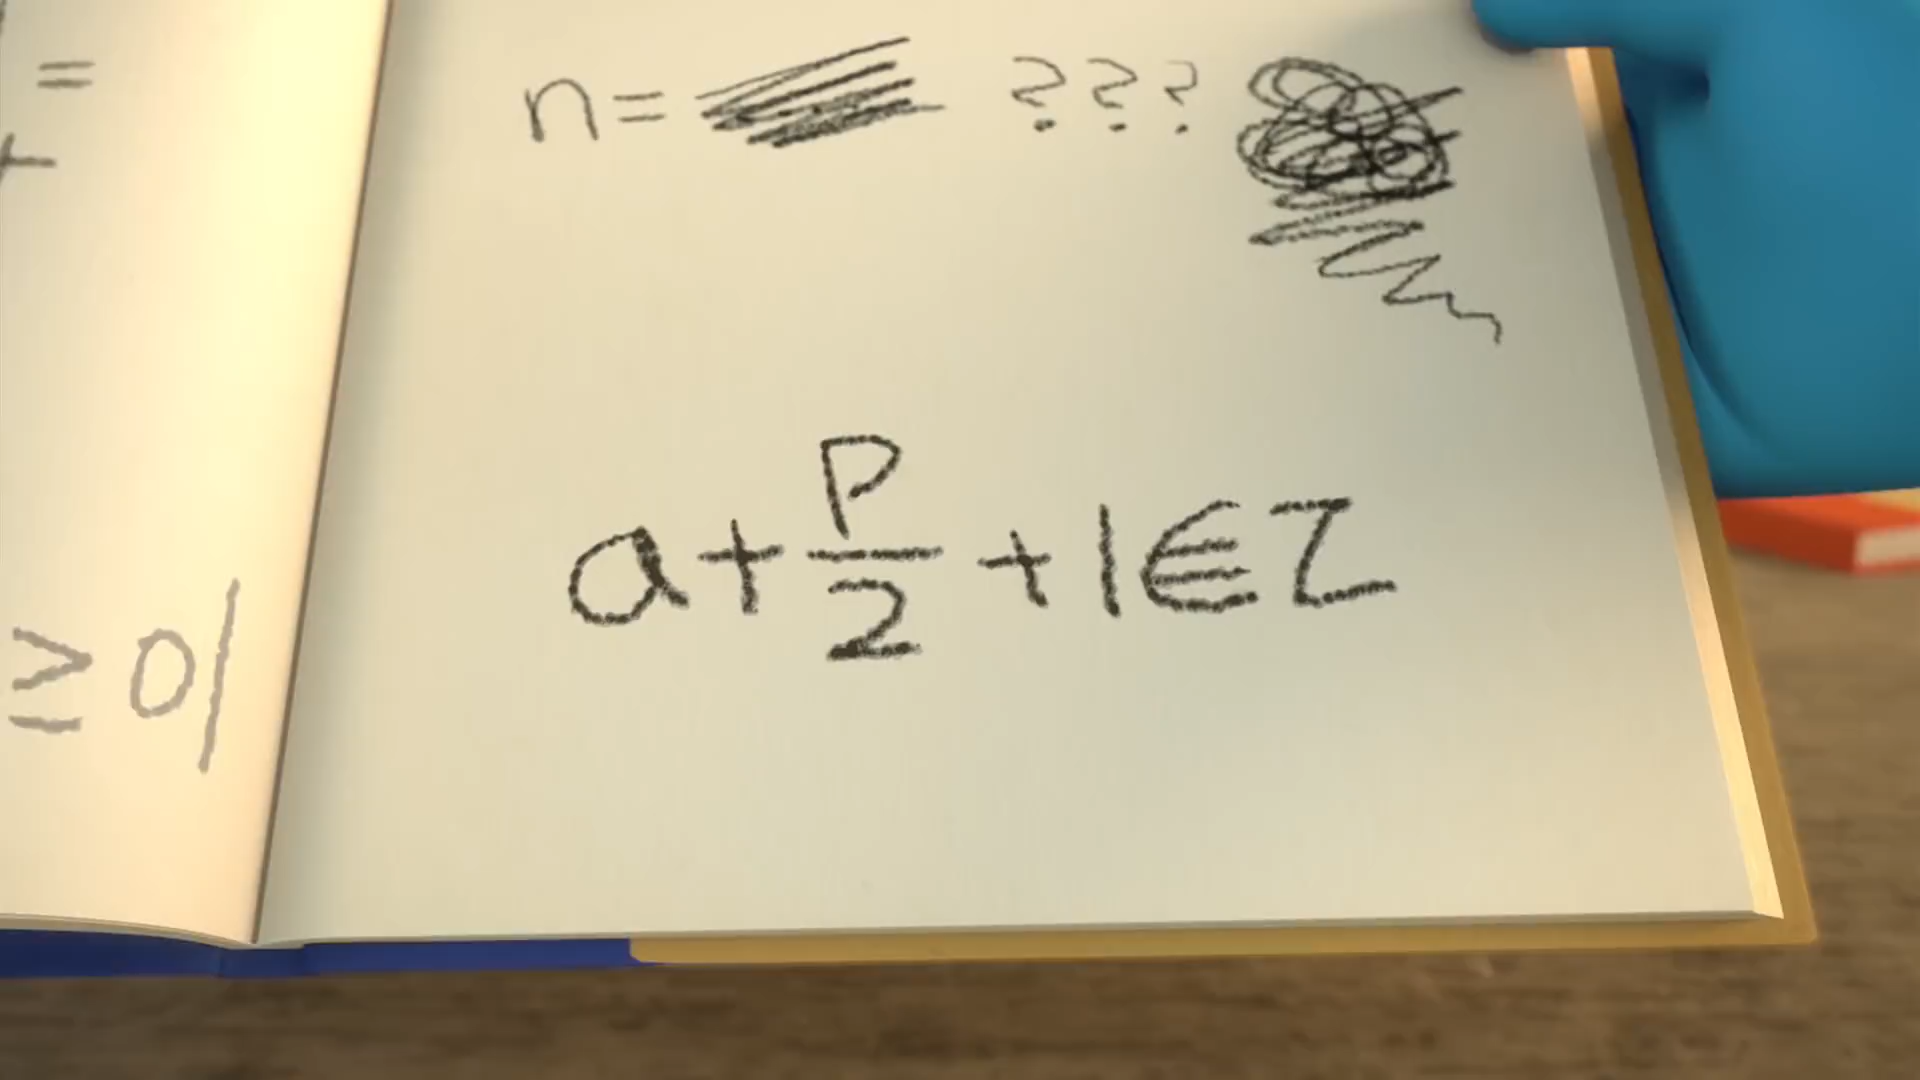 =
+
≥ 0
n= ???
a+P/2+1∈Z